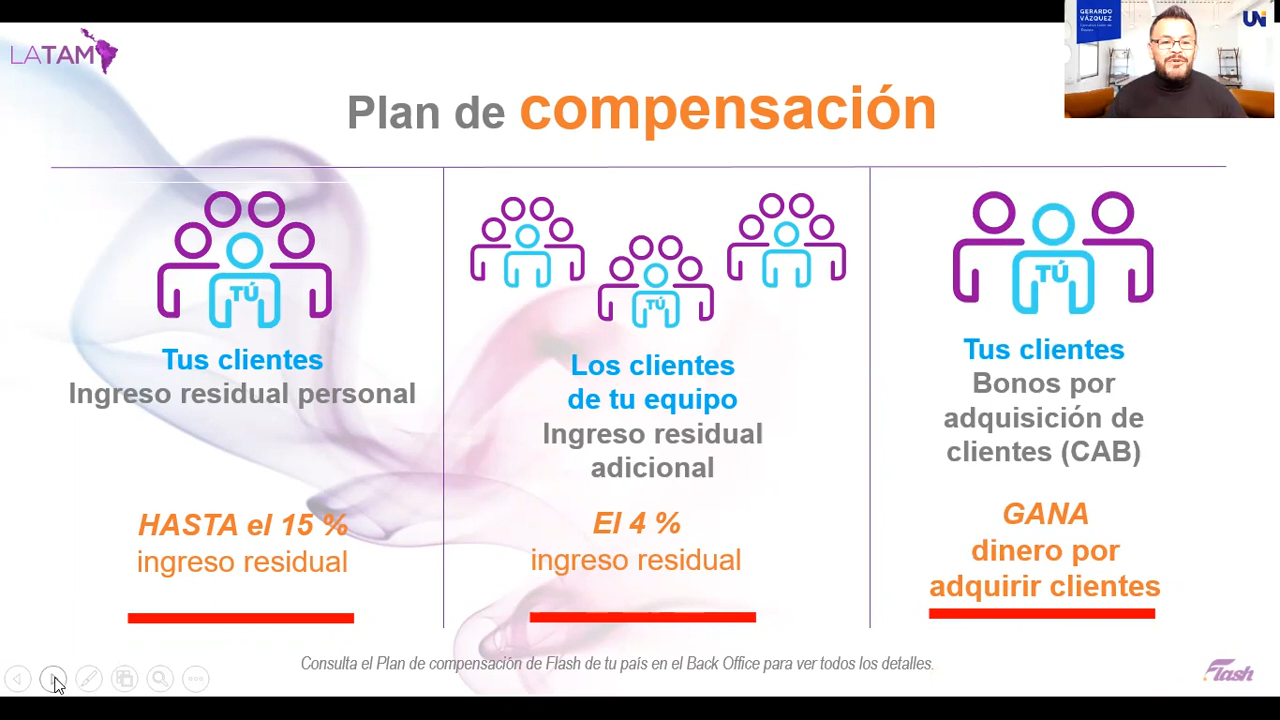 LATAM
GERARDO
VÁZQUEZ
UNI
Plan de compensación
TÚ
Tus clientes
Ingreso residual personal
HASTA el 15 %
ingreso residual
TÚ
Los clientes
de tu equipo
Ingreso residual
adicional
El 4 %
ingreso residual
TÚ
Tus clientes
Bonos por
adquisición de
clientes (CAB)
GANA
dinero por
adquirir clientes
Consulta el Plan de compensación de Flash de tu país en el Back Office para ver todos los detalles.
Flash